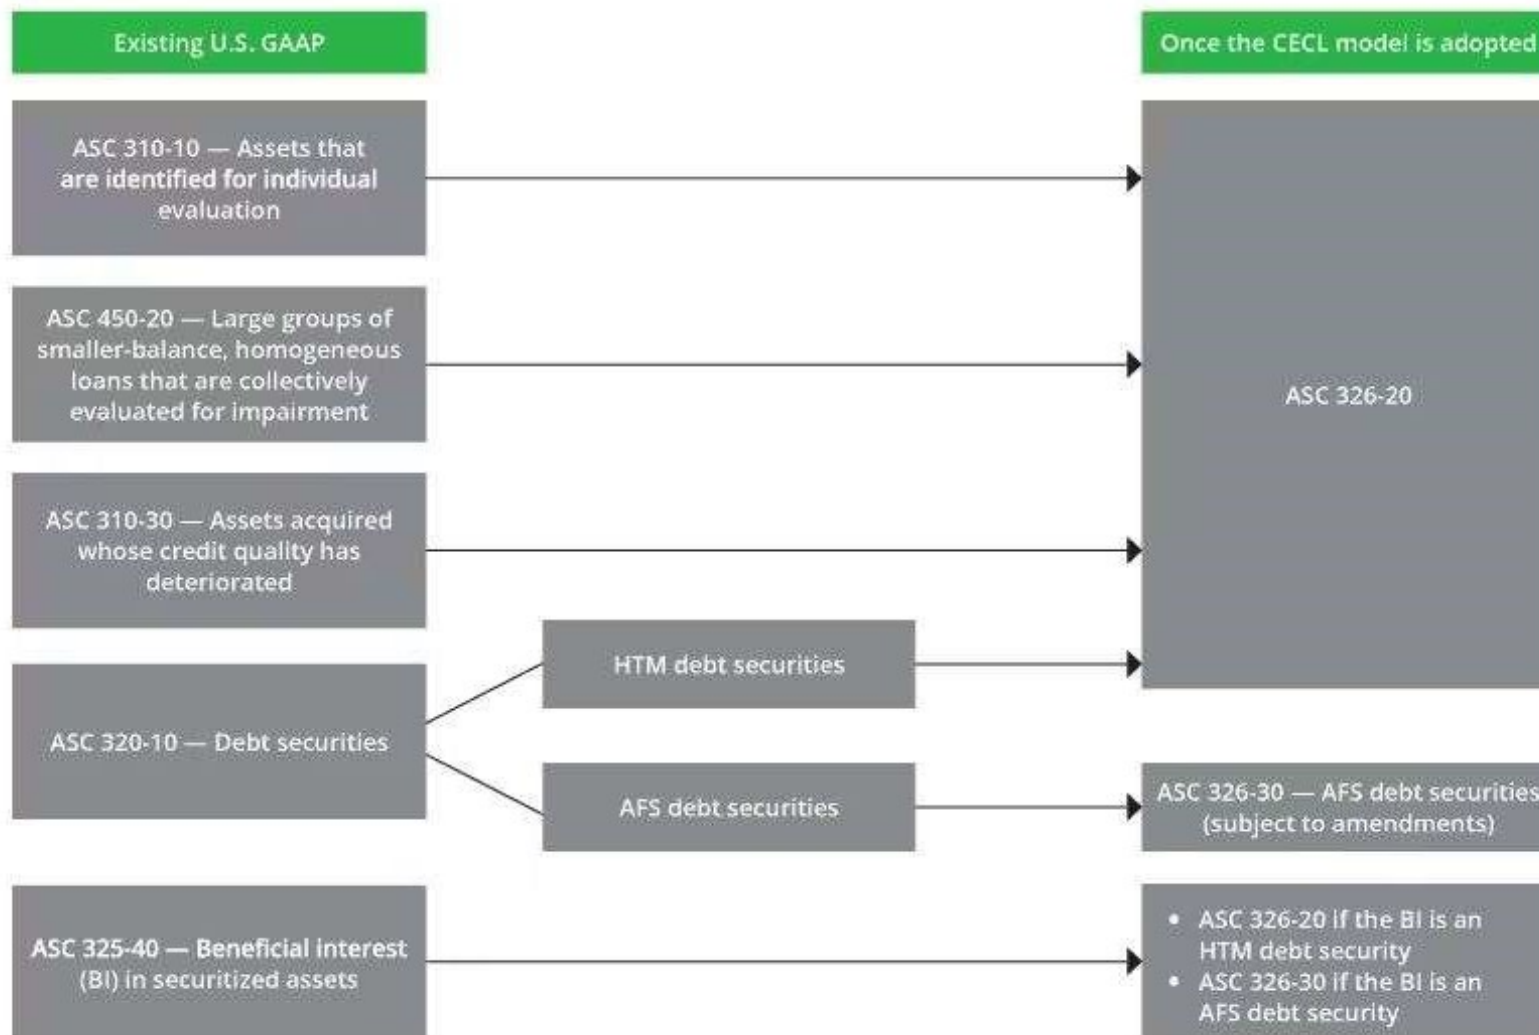 Existing U.S. GAAP
Once the CECL model is adopted
ASC 310-10 — Assets that
are identified for individual
evaluation
ASC 450-20 — Large groups of
smaller-balance, homogeneous
loans that are collectively
evaluated for impairment
ASC 326-20
ASC 310-30 — Assets acquired
whose credit quality has
deteriorated
HTM debt securities
ASC 320-10 — Debt securities
AFS debt securities
ASC 326-30 — AFS debt securities
(subject to amendments)
ASC 325-40 — Beneficial interest
(BI) in securitized assets
• ASC 326-20 if the BI is an
HTM debt security
• ASC 326-30 if the BI is an
AFS debt security